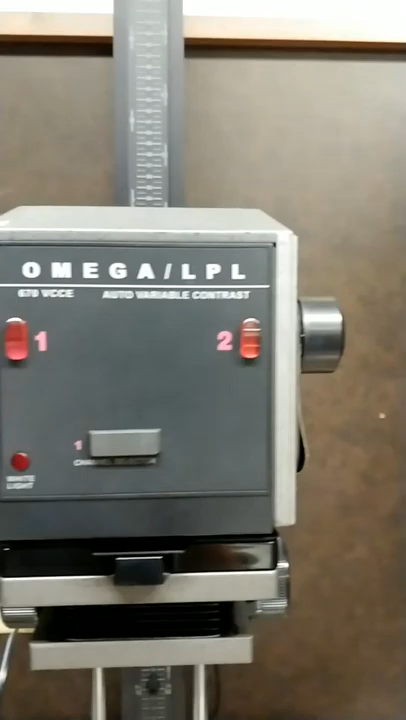 OMEGA/LPL
670 VCCE AUTO VARIABLE CONTRAST
1 2
1
WHITE
LIGHT